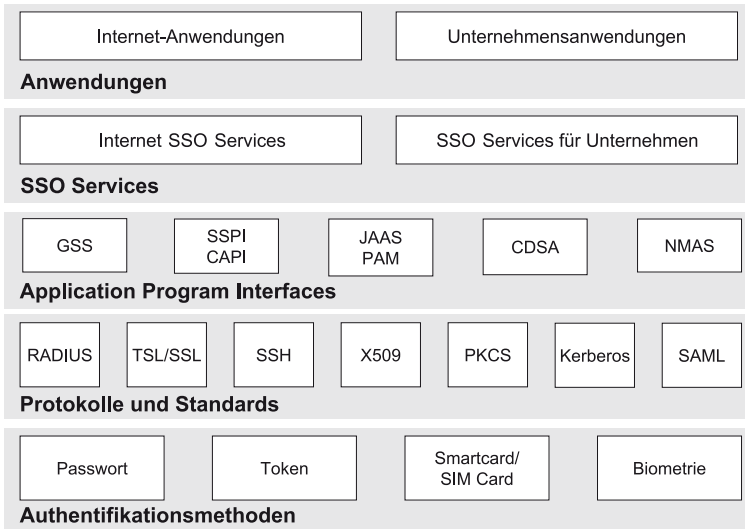 Internet-Anwendungen
Unternehmensanwendungen
Anwendungen
Internet SSO Services
SSO Services für Unternehmen
SSO Services
GSS
SSPI
CAPI
JAAS
PAM
CDSA
NMAS
Application Program Interfaces
RADIUS
TSL/SSL
SSH
X509
PKCS
Kerberos
SAML
Protokolle und Standards
Passwort
Token
Smartcard/
SIM Card
Biometrie
Authentifikationsmethoden